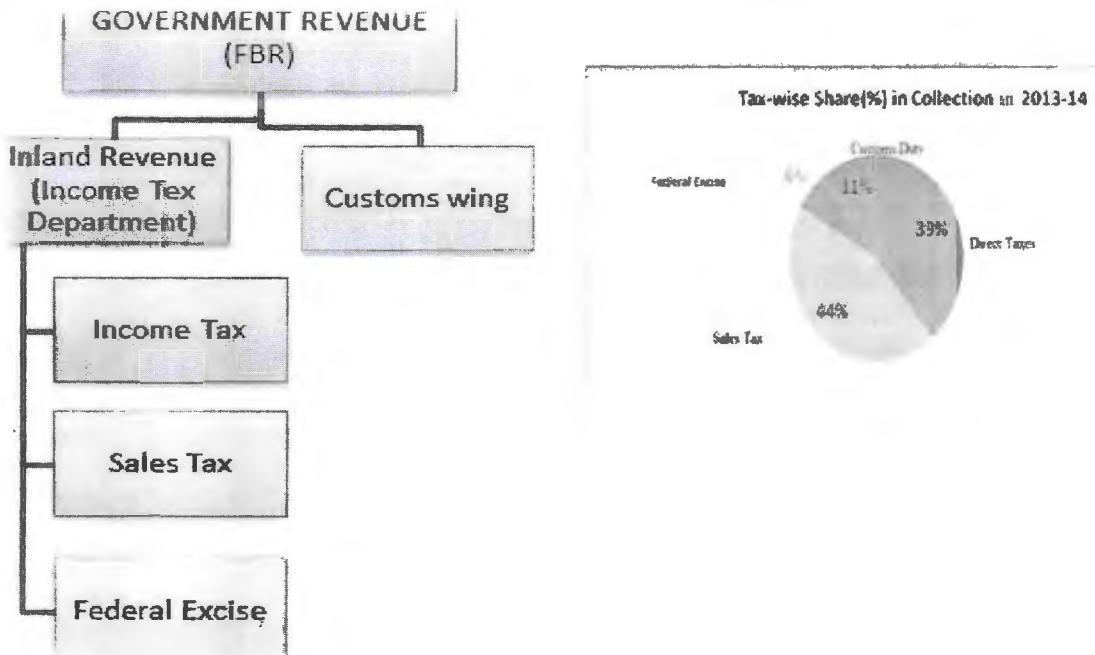 GOVERNMENT REVENUE
(FBR)
Inland Revenue
(Income Tex
Department)
Customs wing
Income Tax
Sales Tax
Federal Excise
Tax-wise Share(%) in Collection in 2013-14
Customs Duty
Federal Excise
6%
11%
39%
Direct Taxes
44%
Sales Tax